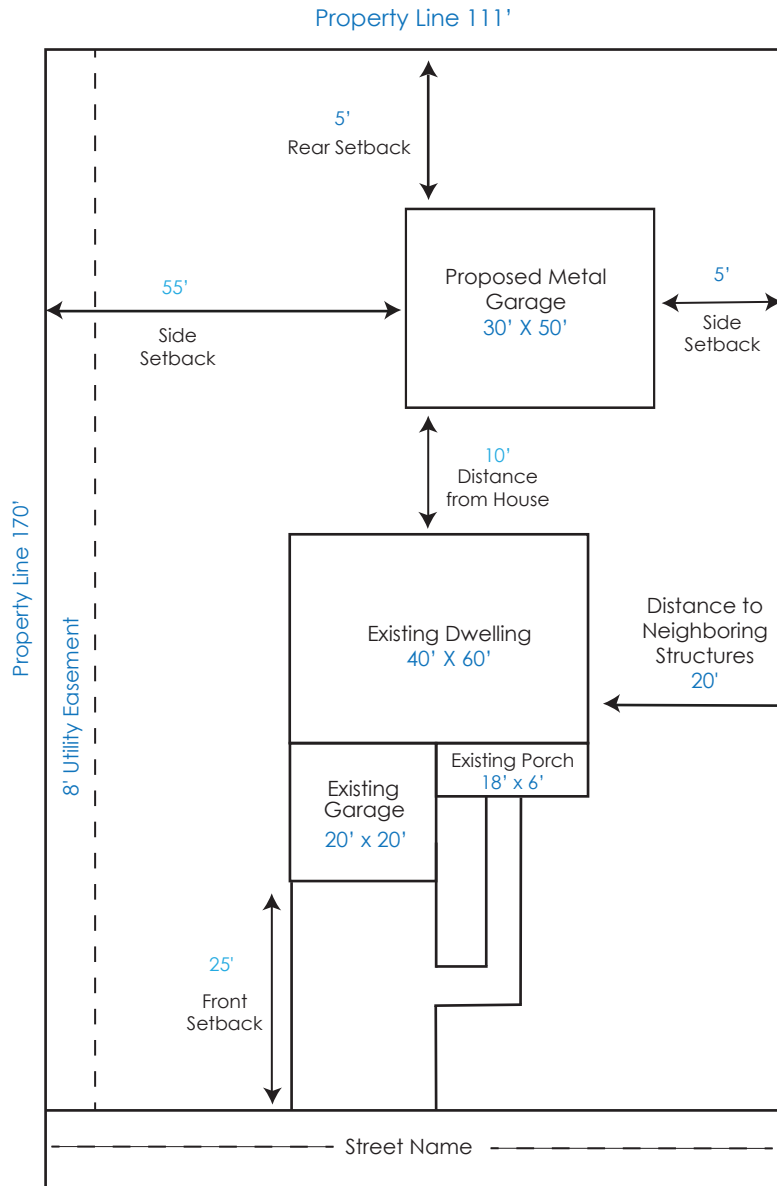 Property Line 111’
5’
Rear Setback
55’
Side
Setback
Proposed Metal
Garage
30’ X 50’
5’
Side
Setback
10’
Distance
from House
Property Line 170’
8' Utility Easement
Existing Dwelling
40’ X 60’
Distance to
Neighboring
Structures
20'
Existing Garage
20’ x 20’
Existing Porch
18’ x 6’
25'
Front
Setback
Street Name